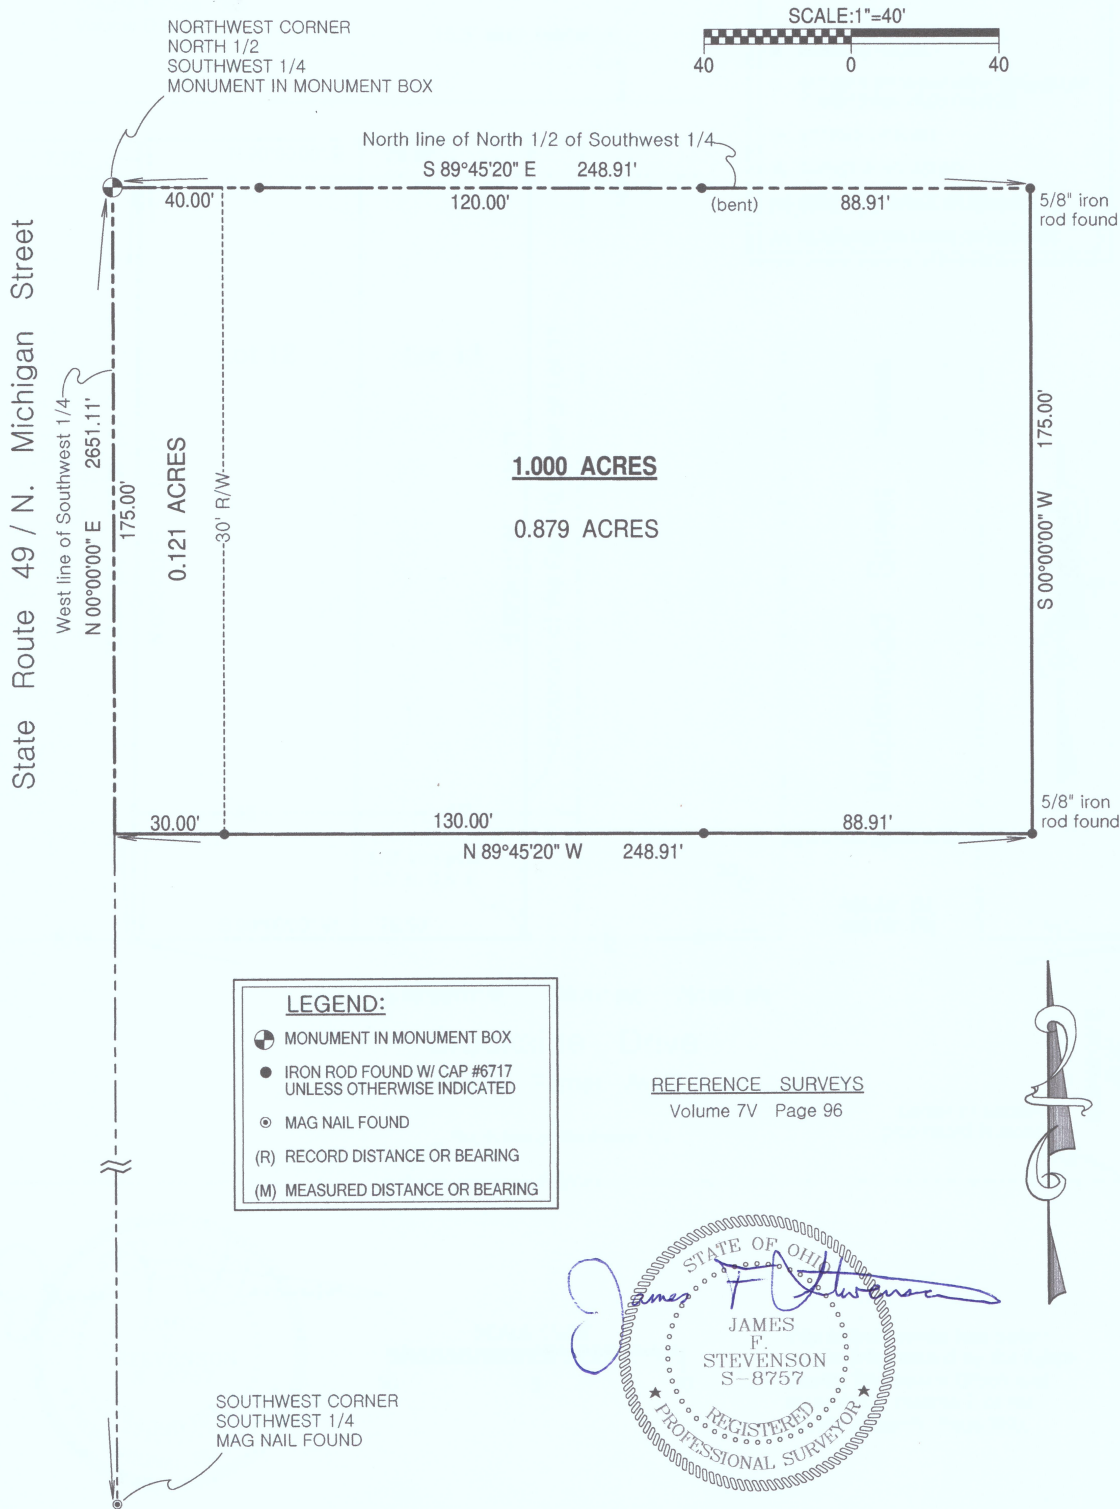 SCALE:1"=40'
40 0 40
NORTHWEST CORNER
NORTH 1/2
SOUTHWEST 1/4
MONUMENT IN MONUMENT BOX
North line of North 1/2 of Southwest 1/4
S 89°45'20" E 248.91'
40.00' 120.00' (bent) 88.91'
5/8" iron
rod found
State Route 49 / N. Michigan Street
West line of Southwest 1/4
N 00°00'00" E 2651.11'
175.00'
0.121 ACRES
30' R/W
1.000 ACRES
0.879 ACRES
S 00°00'00" W 175.00'
5/8" iron
rod found
30.00' 130.00' 88.91'
N 89°45'20" W 248.91'
LEGEND:
MONUMENT IN MONUMENT BOX
IRON ROD FOUND W/ CAP #6717
UNLESS OTHERWISE INDICATED
MAG NAIL FOUND
(R) RECORD DISTANCE OR BEARING
(M) MEASURED DISTANCE OR BEARING
REFERENCE SURVEYS
Volume 7V Page 96
STATE OF OHIO
James F Stevenson
JAMES
F.
STEVENSON
S-8757
REGISTERED
PROFESSIONAL SURVEYOR
SOUTHWEST CORNER
SOUTHWEST 1/4
MAG NAIL FOUND